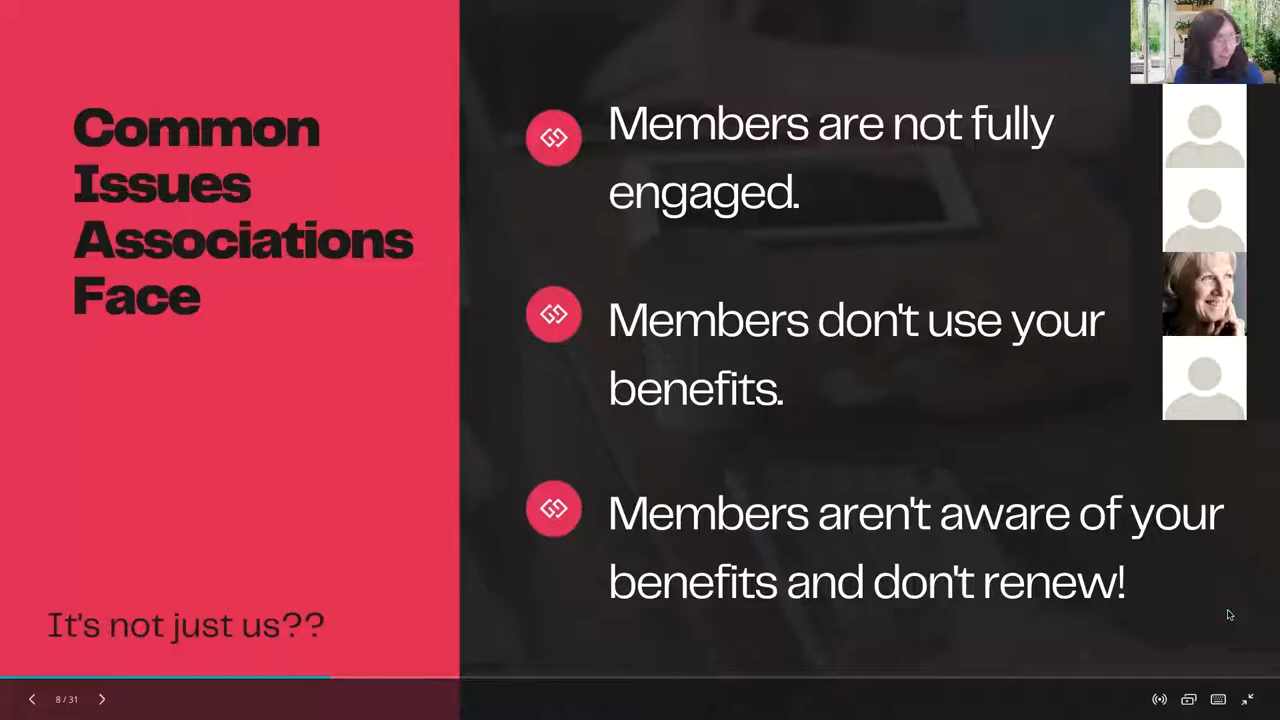 Common
Issues
Associations
Face
It's not just us??
Members are not fully
engaged.
Members don't use your
benefits.
Members aren't aware of your
benefits and don't renew!
8 / 31